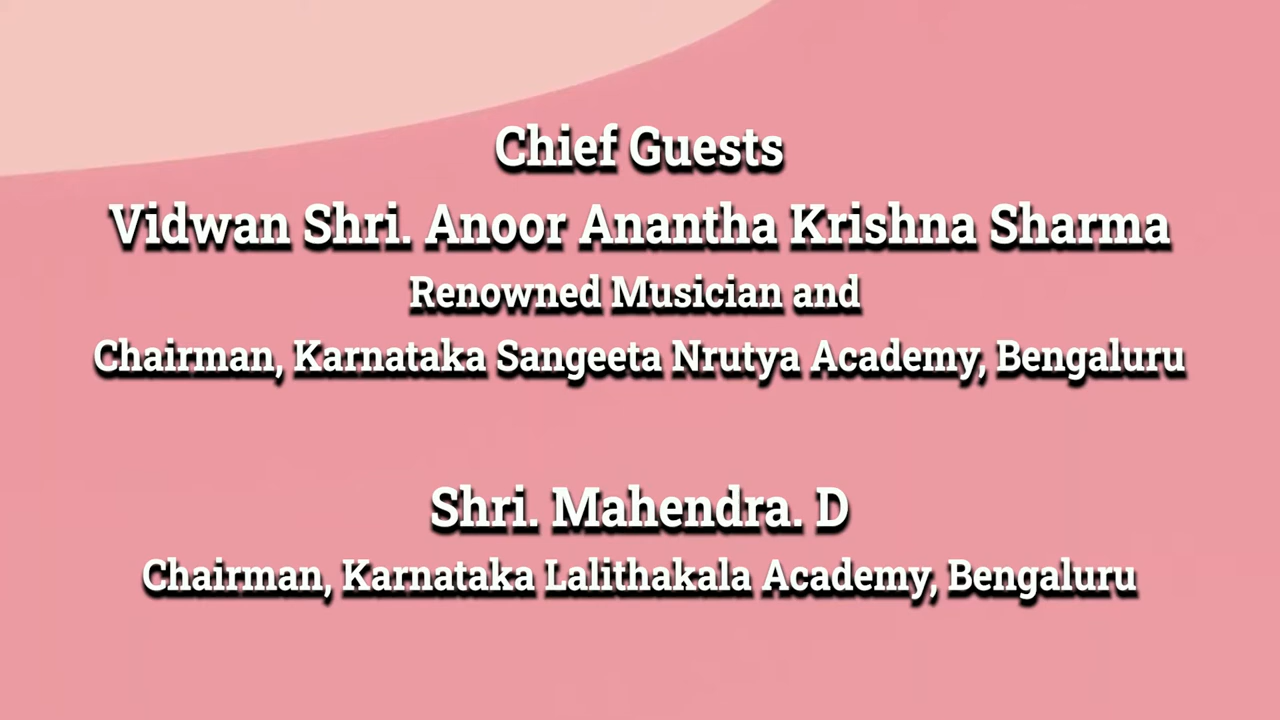 Chief Guests
Vidwan Shri. Anoor Anantha Krishna Sharma
Renowned Musician and
Chairman, Karnataka Sangeeta Nrutya Academy, Bengaluru
Shri. Mahendra. D
Chairman, Karnataka Lalithakala Academy, Bengaluru